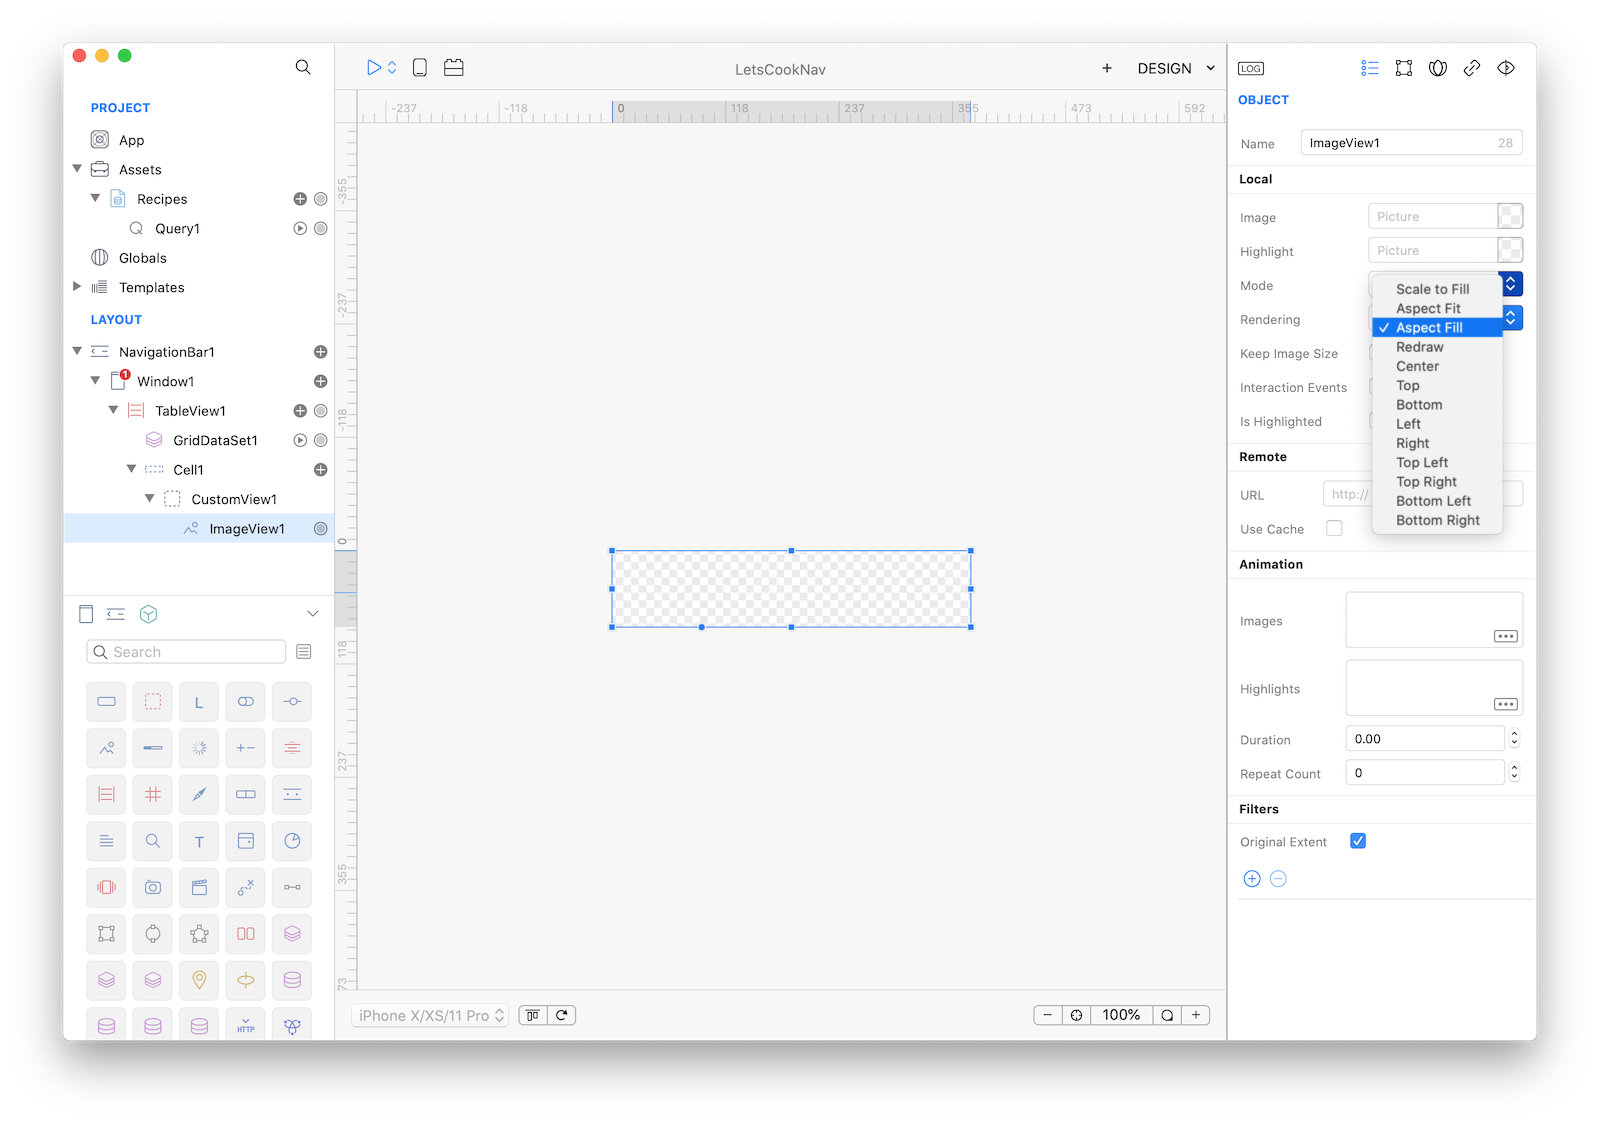 PROJECT
App
Assets
Recipes
Query1
Globals
Templates
LAYOUT
NavigationBar1
1
Window1
TableView1
GridDataSet1
Cell1
CustomView1
ImageView1
Search
L
T
HTTP
LetsCookNav
DESIGN
-237 -118 0 118 237 355 473 592
-355
-237
-118
0
118
237
355
73
iPhone X/XS/11 Pro
100%
LOG
OBJECT
Name ImageView1 28
Local
Image Picture
Highlight Picture
Mode
Rendering
Keep Image Size
Interaction Events
Is Highlighted
Scale to Fill
Aspect Fit
✓ Aspect Fill
Redraw
Center
Top
Bottom
Left
Right
Top Left
Top Right
Bottom Left
Bottom Right
Remote
URL http://
Use Cache
Animation
Images
Highlights
Duration 0.00
Repeat Count 0
Filters
Original Extent